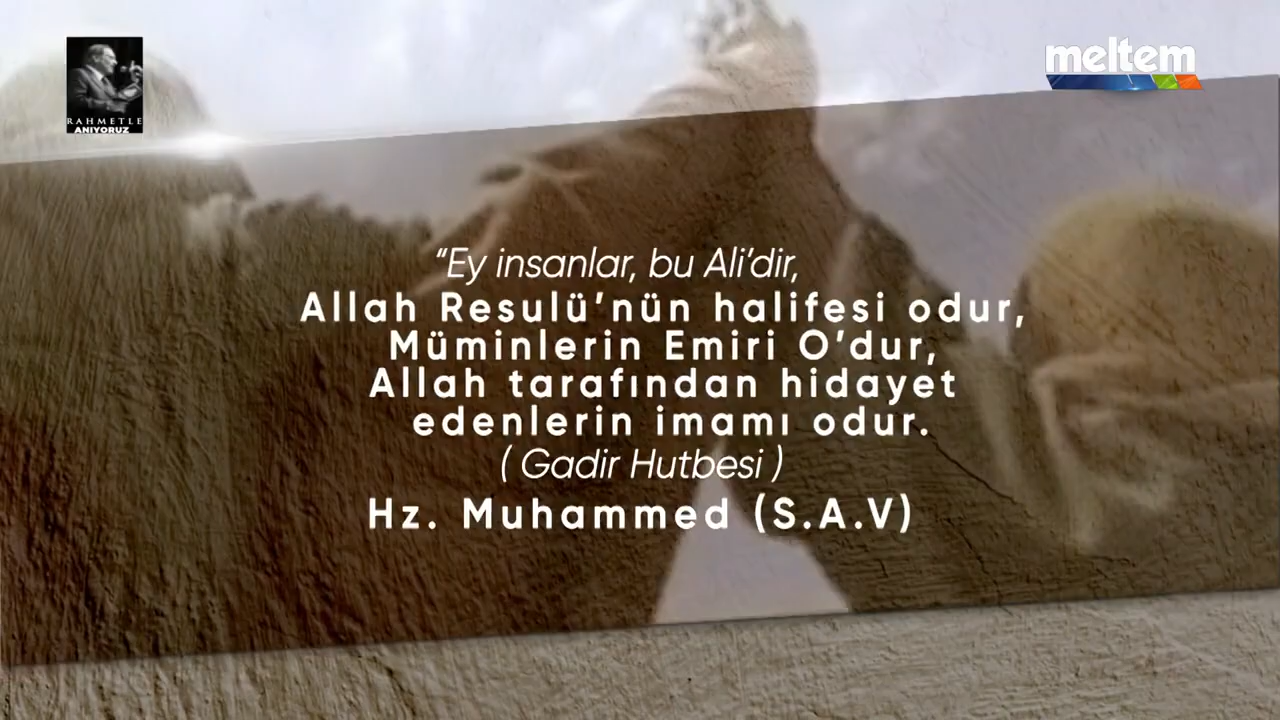 RAHMETLE
ANIYORUZ
meltem
“Ey insanlar, bu Ali’dir,
Allah Resulü’nün halifesi odur,
Müminlerin Emiri O’dur,
Allah tarafından hidayet
edenlerin imamı odur.
( Gadir Hutbesi )
Hz. Muhammed (S.A.V)